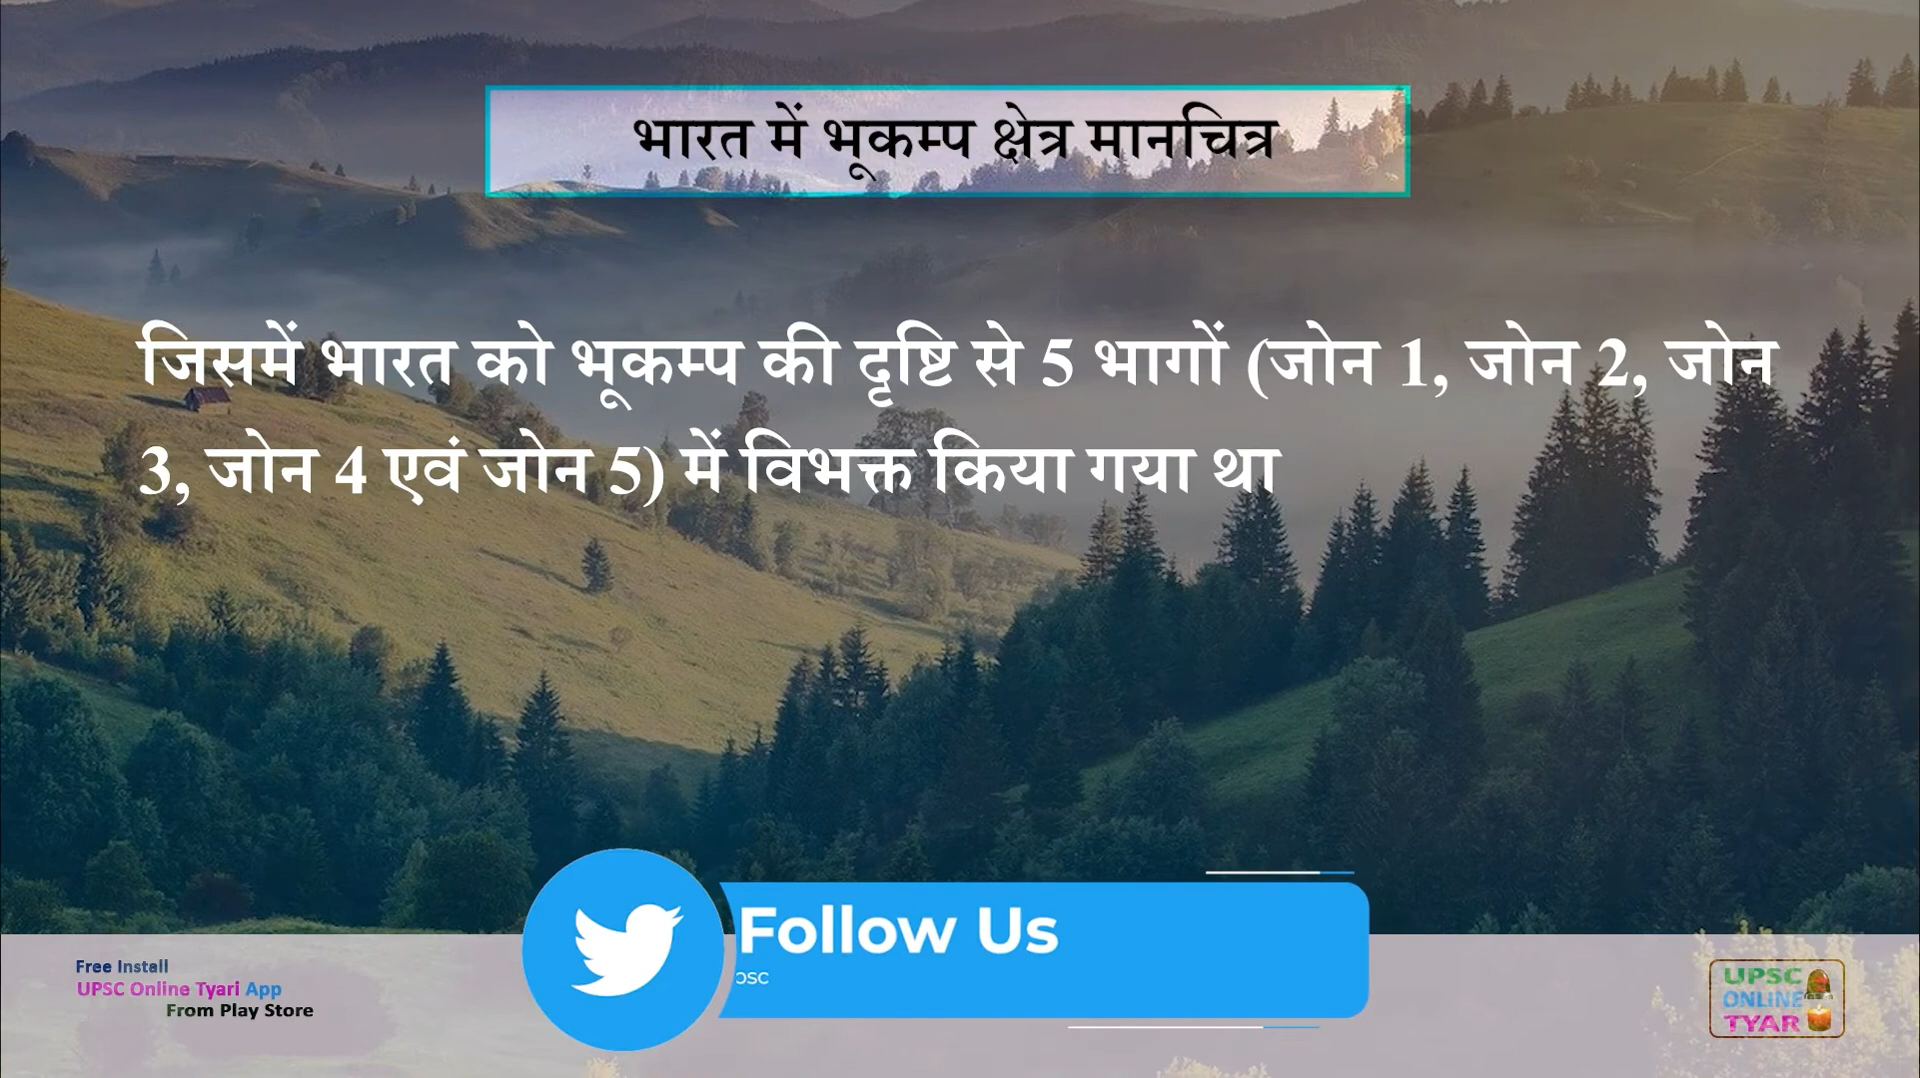 भारत में भूकम्प क्षेत्र मानचित्र
जिसमें भारत को भूकम्प की दृष्टि से 5 भागों (जोन 1, जोन 2, जोन
3, जोन 4 एवं जोन 5) में विभक्त किया गया था
Follow Us
Free Install
UPSC Online Tyari App
From Play Store
UPSC
ONLINE
TYAR